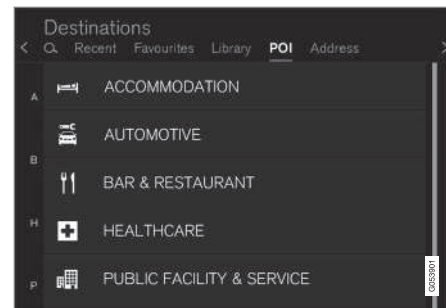 Destinations
Recent Favourites Library POI Address
A
ACCOMMODATION
AUTOMOTIVE
B
BAR & RESTAURANT
H
HEALTHCARE
P
PUBLIC FACILITY & SERVICE
G053901